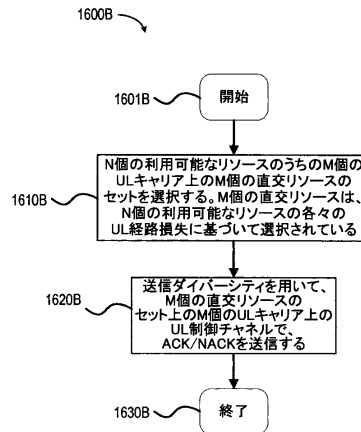 1600B
1601B
開始
N個の利用可能なリソースのうちのM個の
ULキャリア上のM個の直交リソースの
セットを選択する。M個の直交リソースは、
N個の利用可能なリソースの各々の
UL経路損失に基づいて選択されている
1610B
送信ダイバーシティを用いて、
M個の直交リソースの
セット上のM個のULキャリア上の
UL制御チャネルで、
ACK/NACKを送信する
1620B
終了
1630B